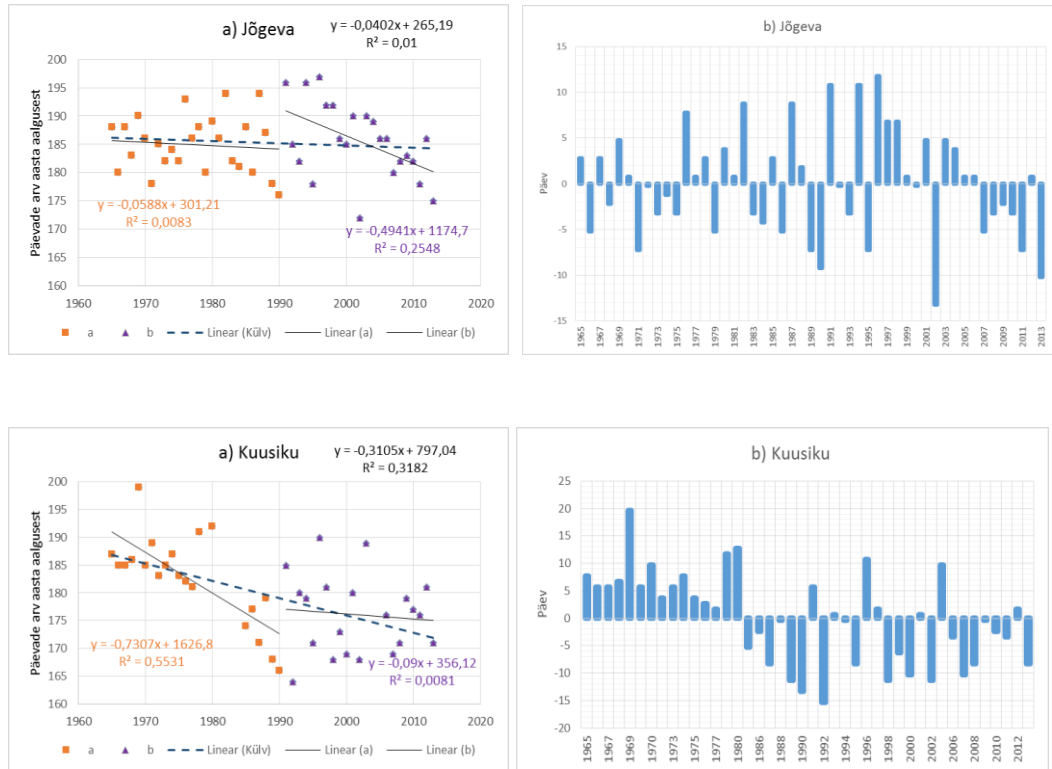 a) Jõgeva
y = -0,0402x + 265,19
R² = 0,01
Päevade arv aasta aalgusest
200
195
190
185
180
175
170
165
160
y = -0,0588x + 301,21
R² = 0,0083
y = -0,4941x + 1174,7
R² = 0,2548
1960 1970 1980 1990 2000 2010 2020
a b Linear (Külv) Linear (a) Linear (b)
b) Jõgeva
Päev
15
10
5
0
-5
-10
-15
1965 1967 1969 1971 1973 1975 1977 1979 1981 1983 1985 1987 1989 1991 1993 1995 1997 1999 2001 2003 2005 2007 2009 2011 2013
a) Kuusiku
y = -0,3105x + 797,04
R² = 0,3182
Päevade arv aasta aalgusest
200
195
190
185
180
175
170
165
160
y = -0,7307x + 1626,8
R² = 0,5531
y = -0,09x + 356,12
R² = 0,0081
1960 1970 1980 1990 2000 2010 2020
a b Linear (Külv) Linear (a) Linear (b)
b) Kuusiku
Päev
25
20
15
10
5
0
-5
-10
-15
-20
1965 1967 1969 1970 1973 1975 1977 1980 1986 1988 1990 1992 1994 1996 1998 2000 2002 2006 2008 2010 2012